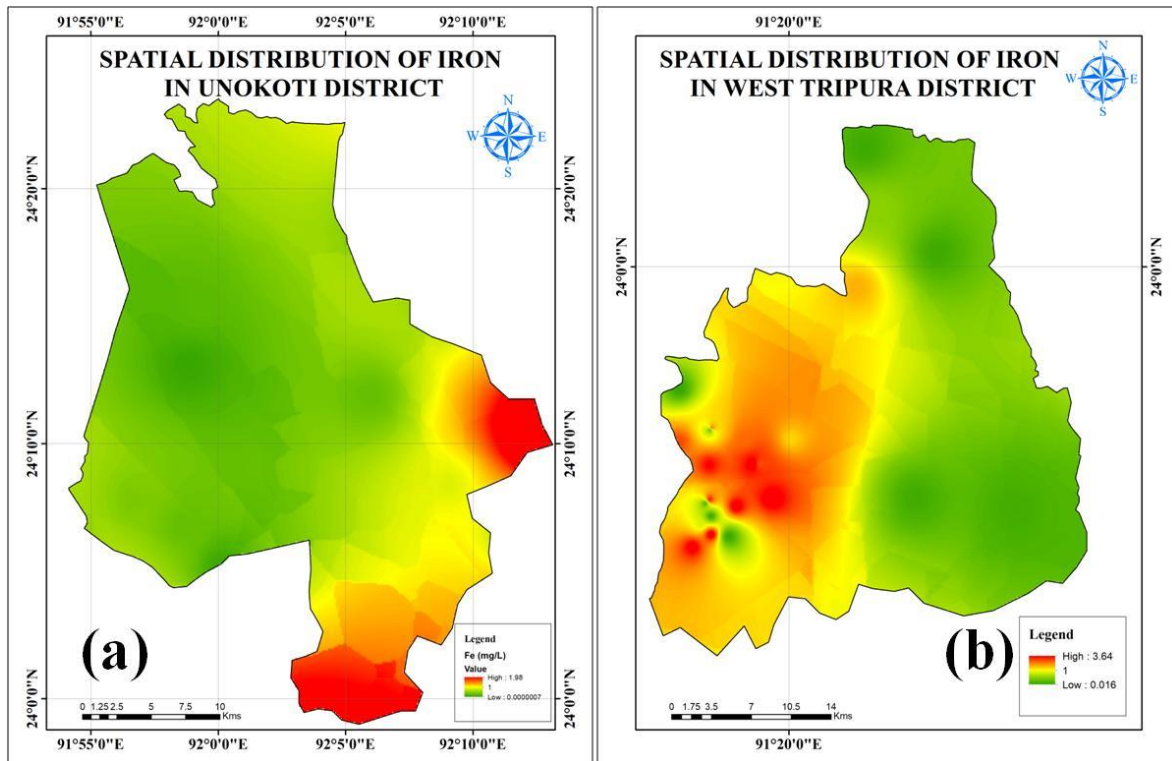 91°55'0"E 92°0'0"E 92°5'0"E 92°10'0"E
SPATIAL DISTRIBUTION OF IRON
IN UNOKOTI DISTRICT
N
W E
S
24°20'0"N 24°20'0"N
24°10'0"N 24°10'0"N
24°0'0"N 24°0'0"N
(a)
Legend
Fe (mg/L)
Value
High : 1.98
1
Low : 0.0000007
0 1.25 2.5 5 7.5 10
Kms
91°55'0"E 92°0'0"E 92°5'0"E 92°10'0"E
91°20'0"E
SPATIAL DISTRIBUTION OF IRON
IN WEST TRIPURA DISTRICT
N
W E
S
24°0'0"N 24°0'0"N
(b)
Legend
High : 3.64
1
Low : 0.016
0 1.75 3.5 7 10.5 14
Kms
91°20'0"E